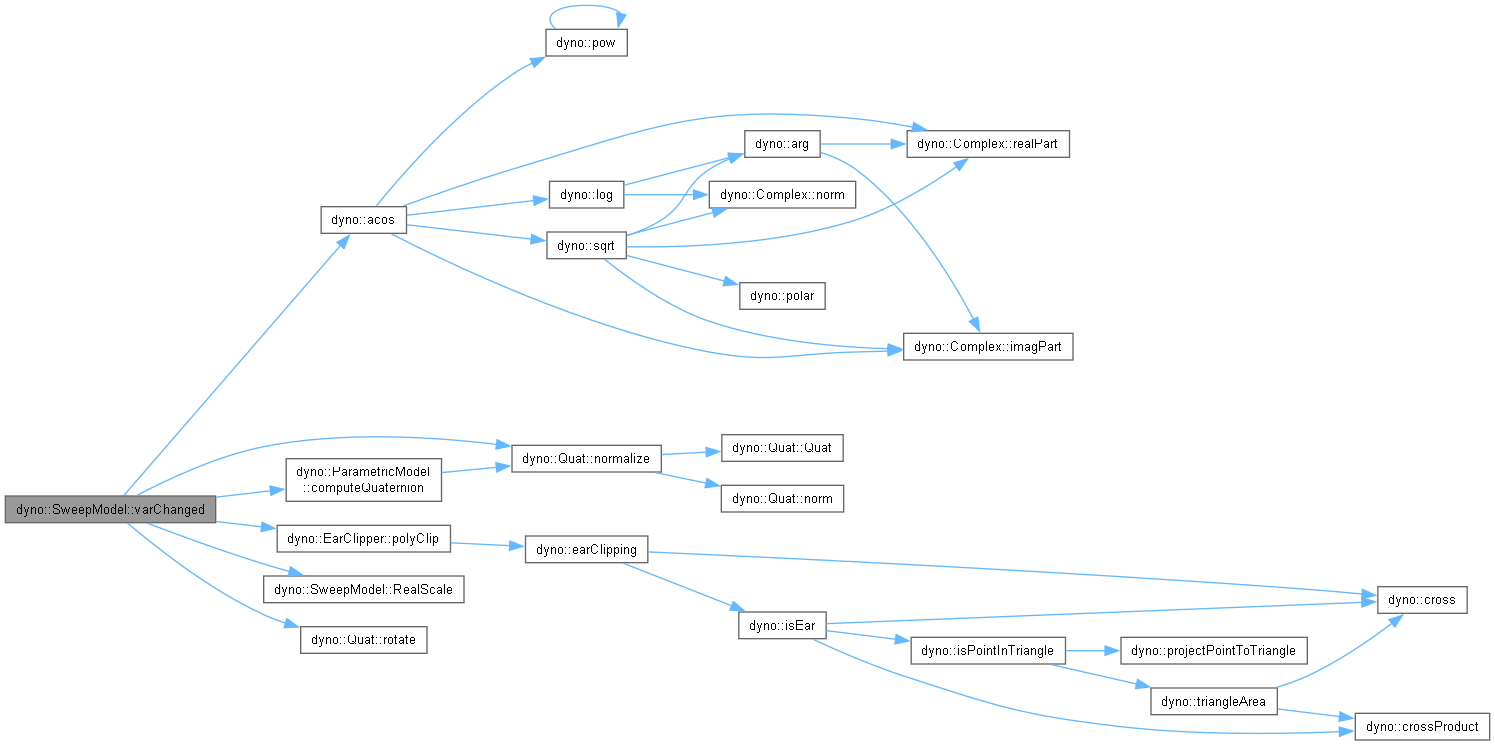 dyno::pow
dyno::arg
dyno::Complex::realPart
dyno::log
dyno::Complex::norm
dyno::acos
dyno::sqrt
dyno::polar
dyno::Complex::imagPart
dyno::Quat::Quat
dyno::Quat::normalize
dyno::ParametricModel
::computeQuaternion
dyno::Quat::norm
dyno::SweepModel::varChanged
dyno::EarClipper::polyClip
dyno::earClipping
dyno::SweepModel::RealScale
dyno::cross
dyno::isEar
dyno::Quat::rotate
dyno::isPointInTriangle
dyno::projectPointToTriangle
dyno::triangleArea
dyno::crossProduct